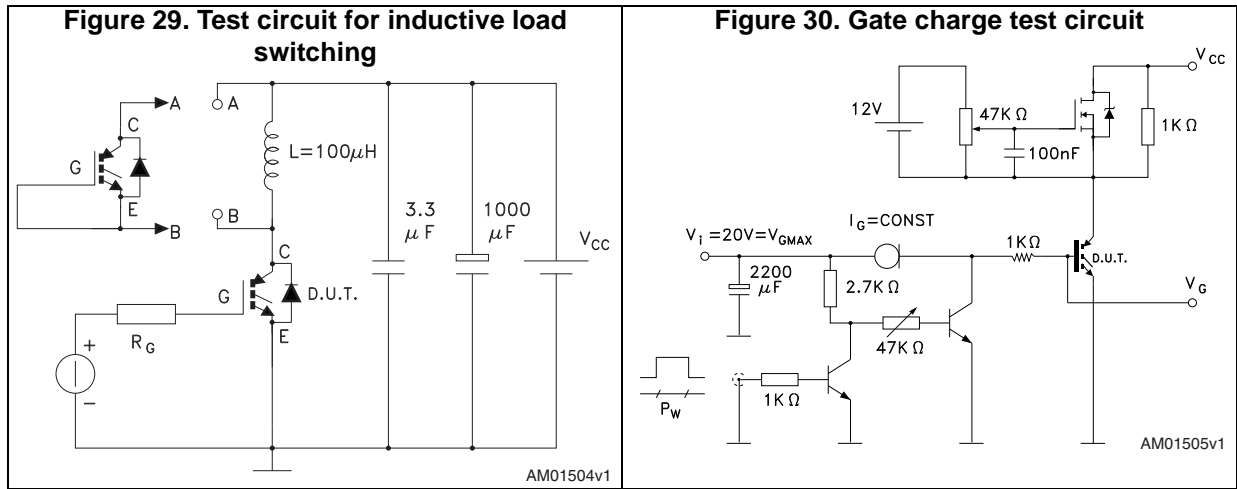 Figure 29. Test circuit for inductive load
switching
A
A
C
G
E
B
B
L=100μH
C
G
D.U.T.
E
RG
+
−
3.3
μF
1000
μF
VCC
AM01504v1
Figure 30. Gate charge test circuit
VCC
12V
47KΩ
100nF
1KΩ
Vi=20V=VGMAX
IG=CONST
1KΩ
D.U.T.
VG
2200
μF
2.7KΩ
47KΩ
1KΩ
PW
AM01505v1